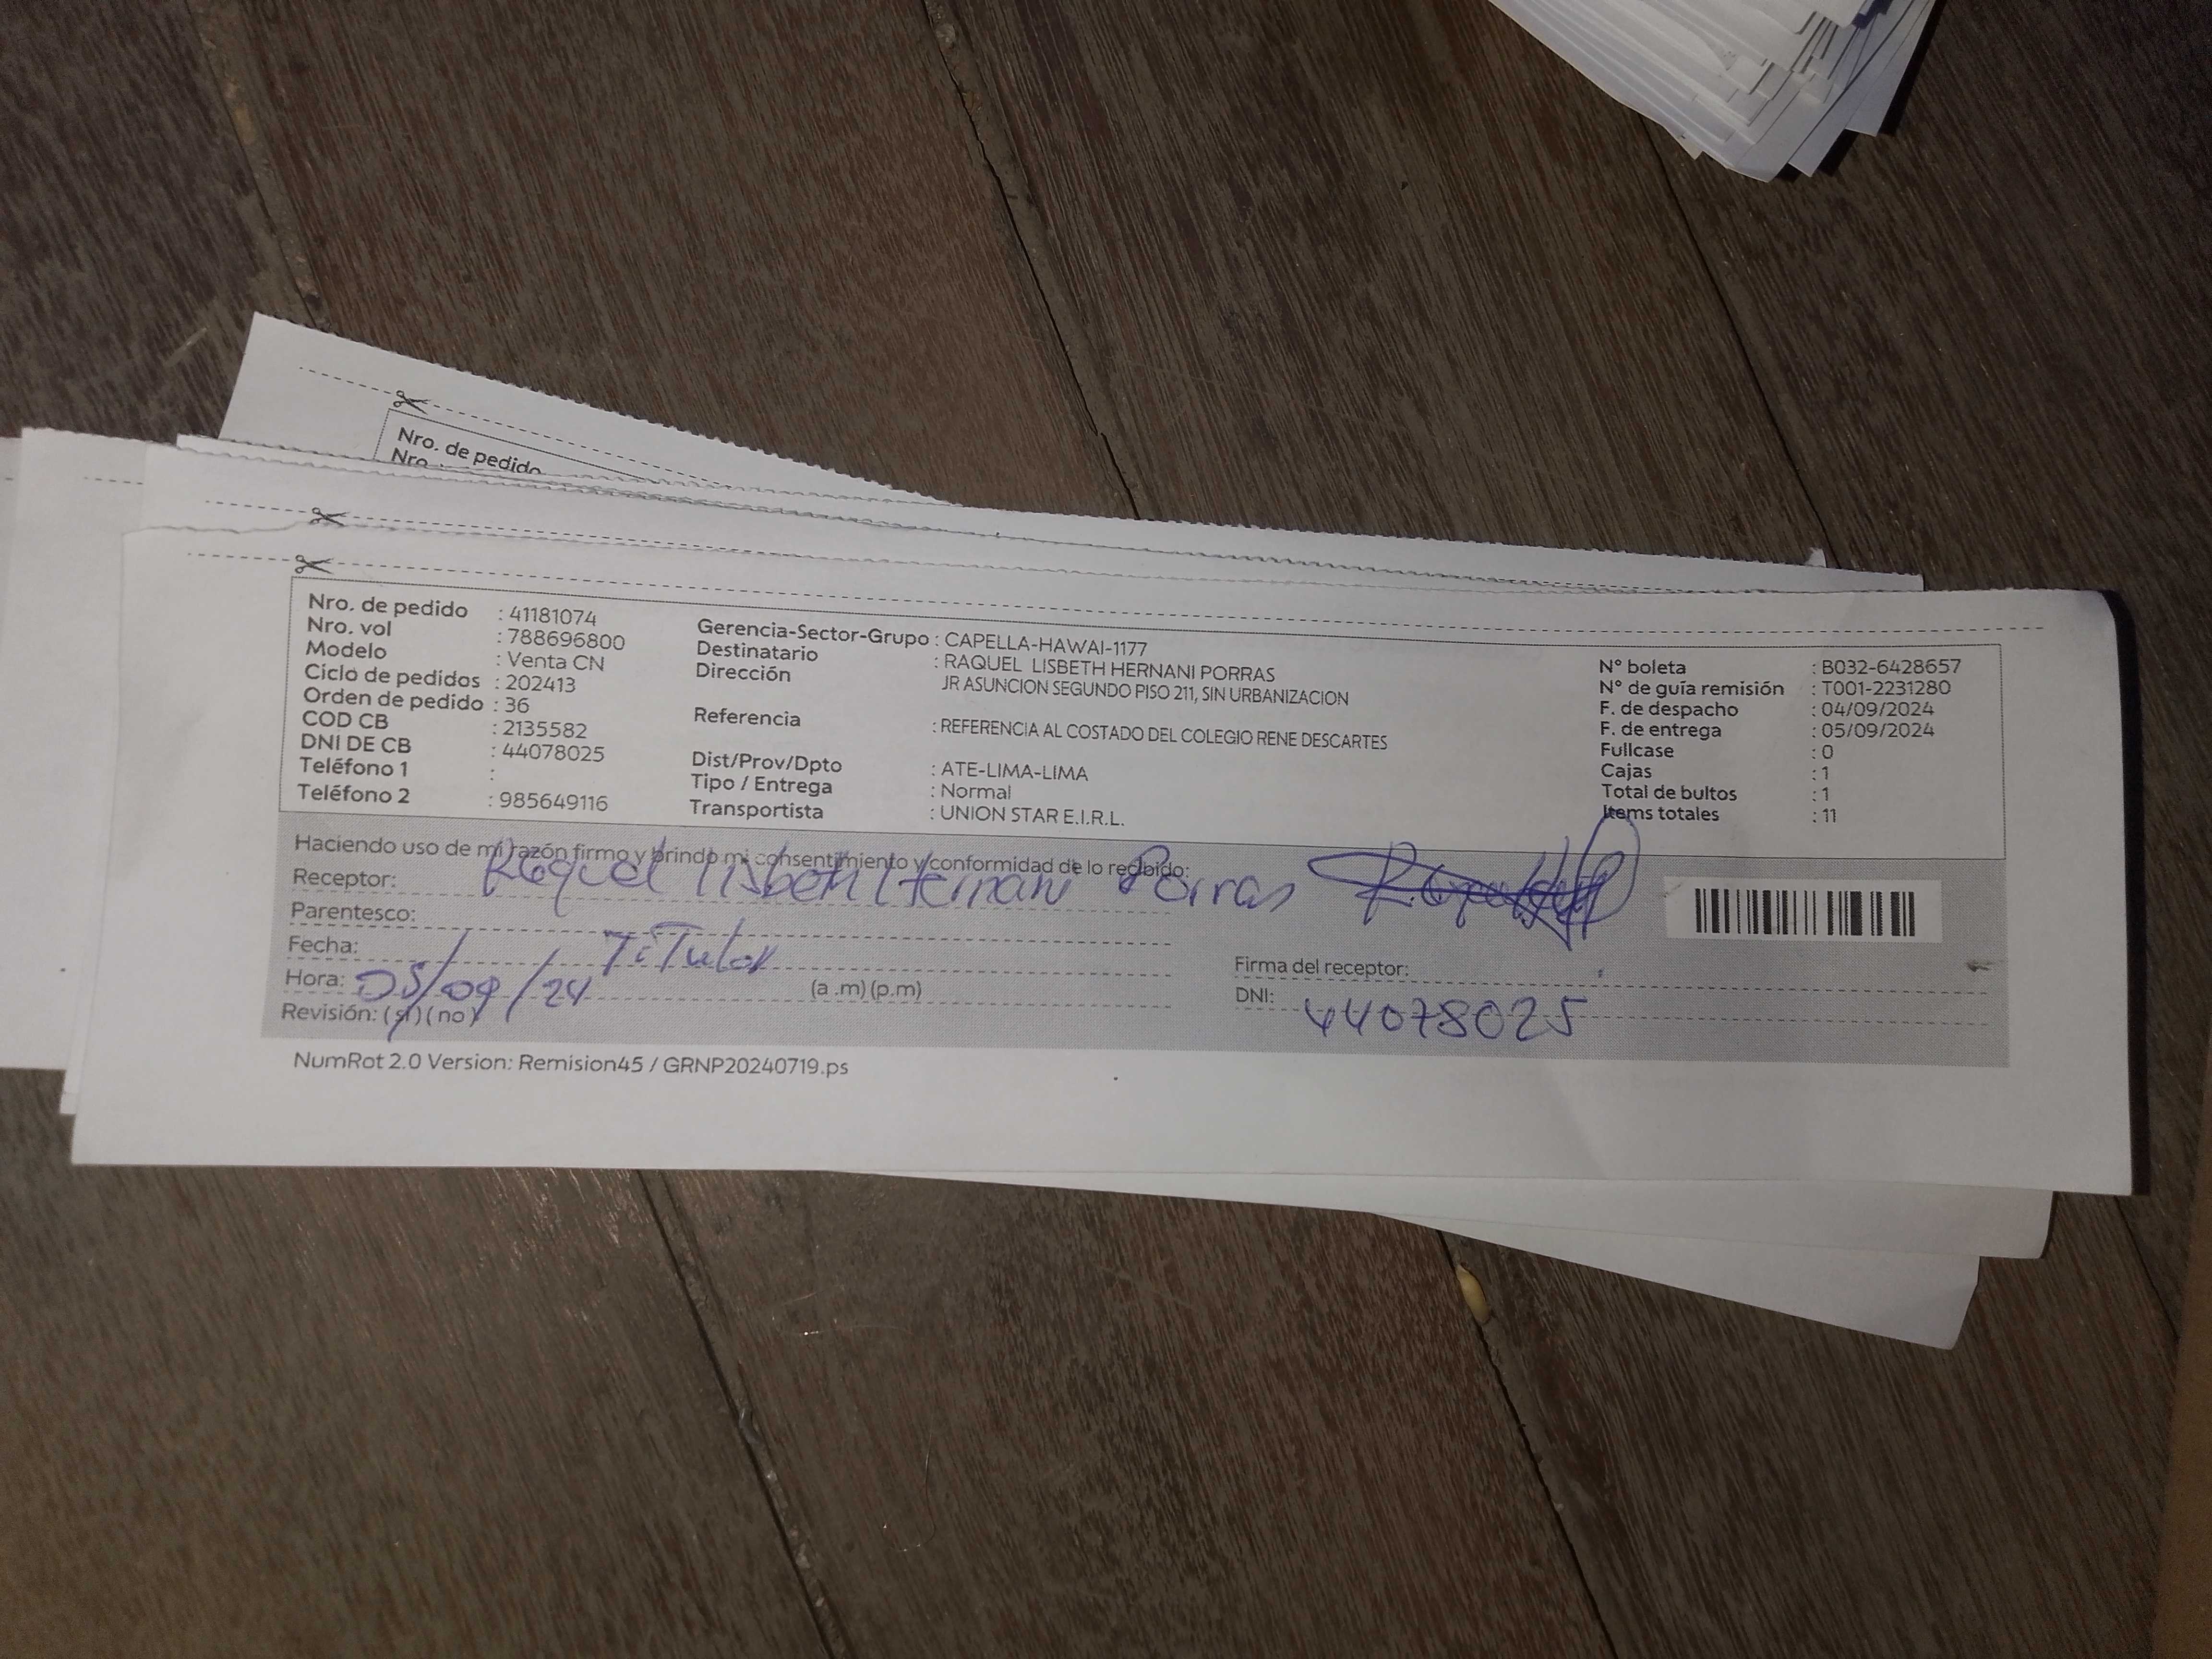 Nro. de pedido
Nro. de pedido : 41181074
Nro. vol : 788696800
Modelo : Venta CN
Ciclo de pedidos : 202413
Orden de pedido : 36
COD CB : 2135582
DNI DE CB : 44078025
Teléfono 1 :
Teléfono 2 : 985649116
Gerencia-Sector-Grupo : CAPELLA-HAWAI-1177
Destinatario : RAQUEL LISBETH HERNANI PORRAS
Dirección JR ASUNCION SEGUNDO PISO 211, SIN URBANIZACION
Referencia : REFERENCIA AL COSTADO DEL COLEGIO RENE DESCARTES
Dist/Prov/Dpto : ATE-LIMA-LIMA
Tipo / Entrega : Normal
Transportista : UNION STAR E.I.R.L.
N° boleta : B032-6428657
N° de guía remisión : T001-2231280
F. de despacho : 04/09/2024
F. de entrega : 05/09/2024
Fullcase : 0
Cajas : 1
Total de bultos : 1
Items totales : 11
Haciendo uso de mi razón firmo y brindo mi consentimiento y conformidad de lo recibido:
Receptor: Raquel Lisbeth Hernani Porras
Parentesco: TiTular
Fecha: 05/09/24
Hora: (a .m) (p.m)
Revisión: (si) (no)
Firma del receptor:
DNI: 44078025
NumRot 2.0 Version: Remision45 / GRNP20240719.ps